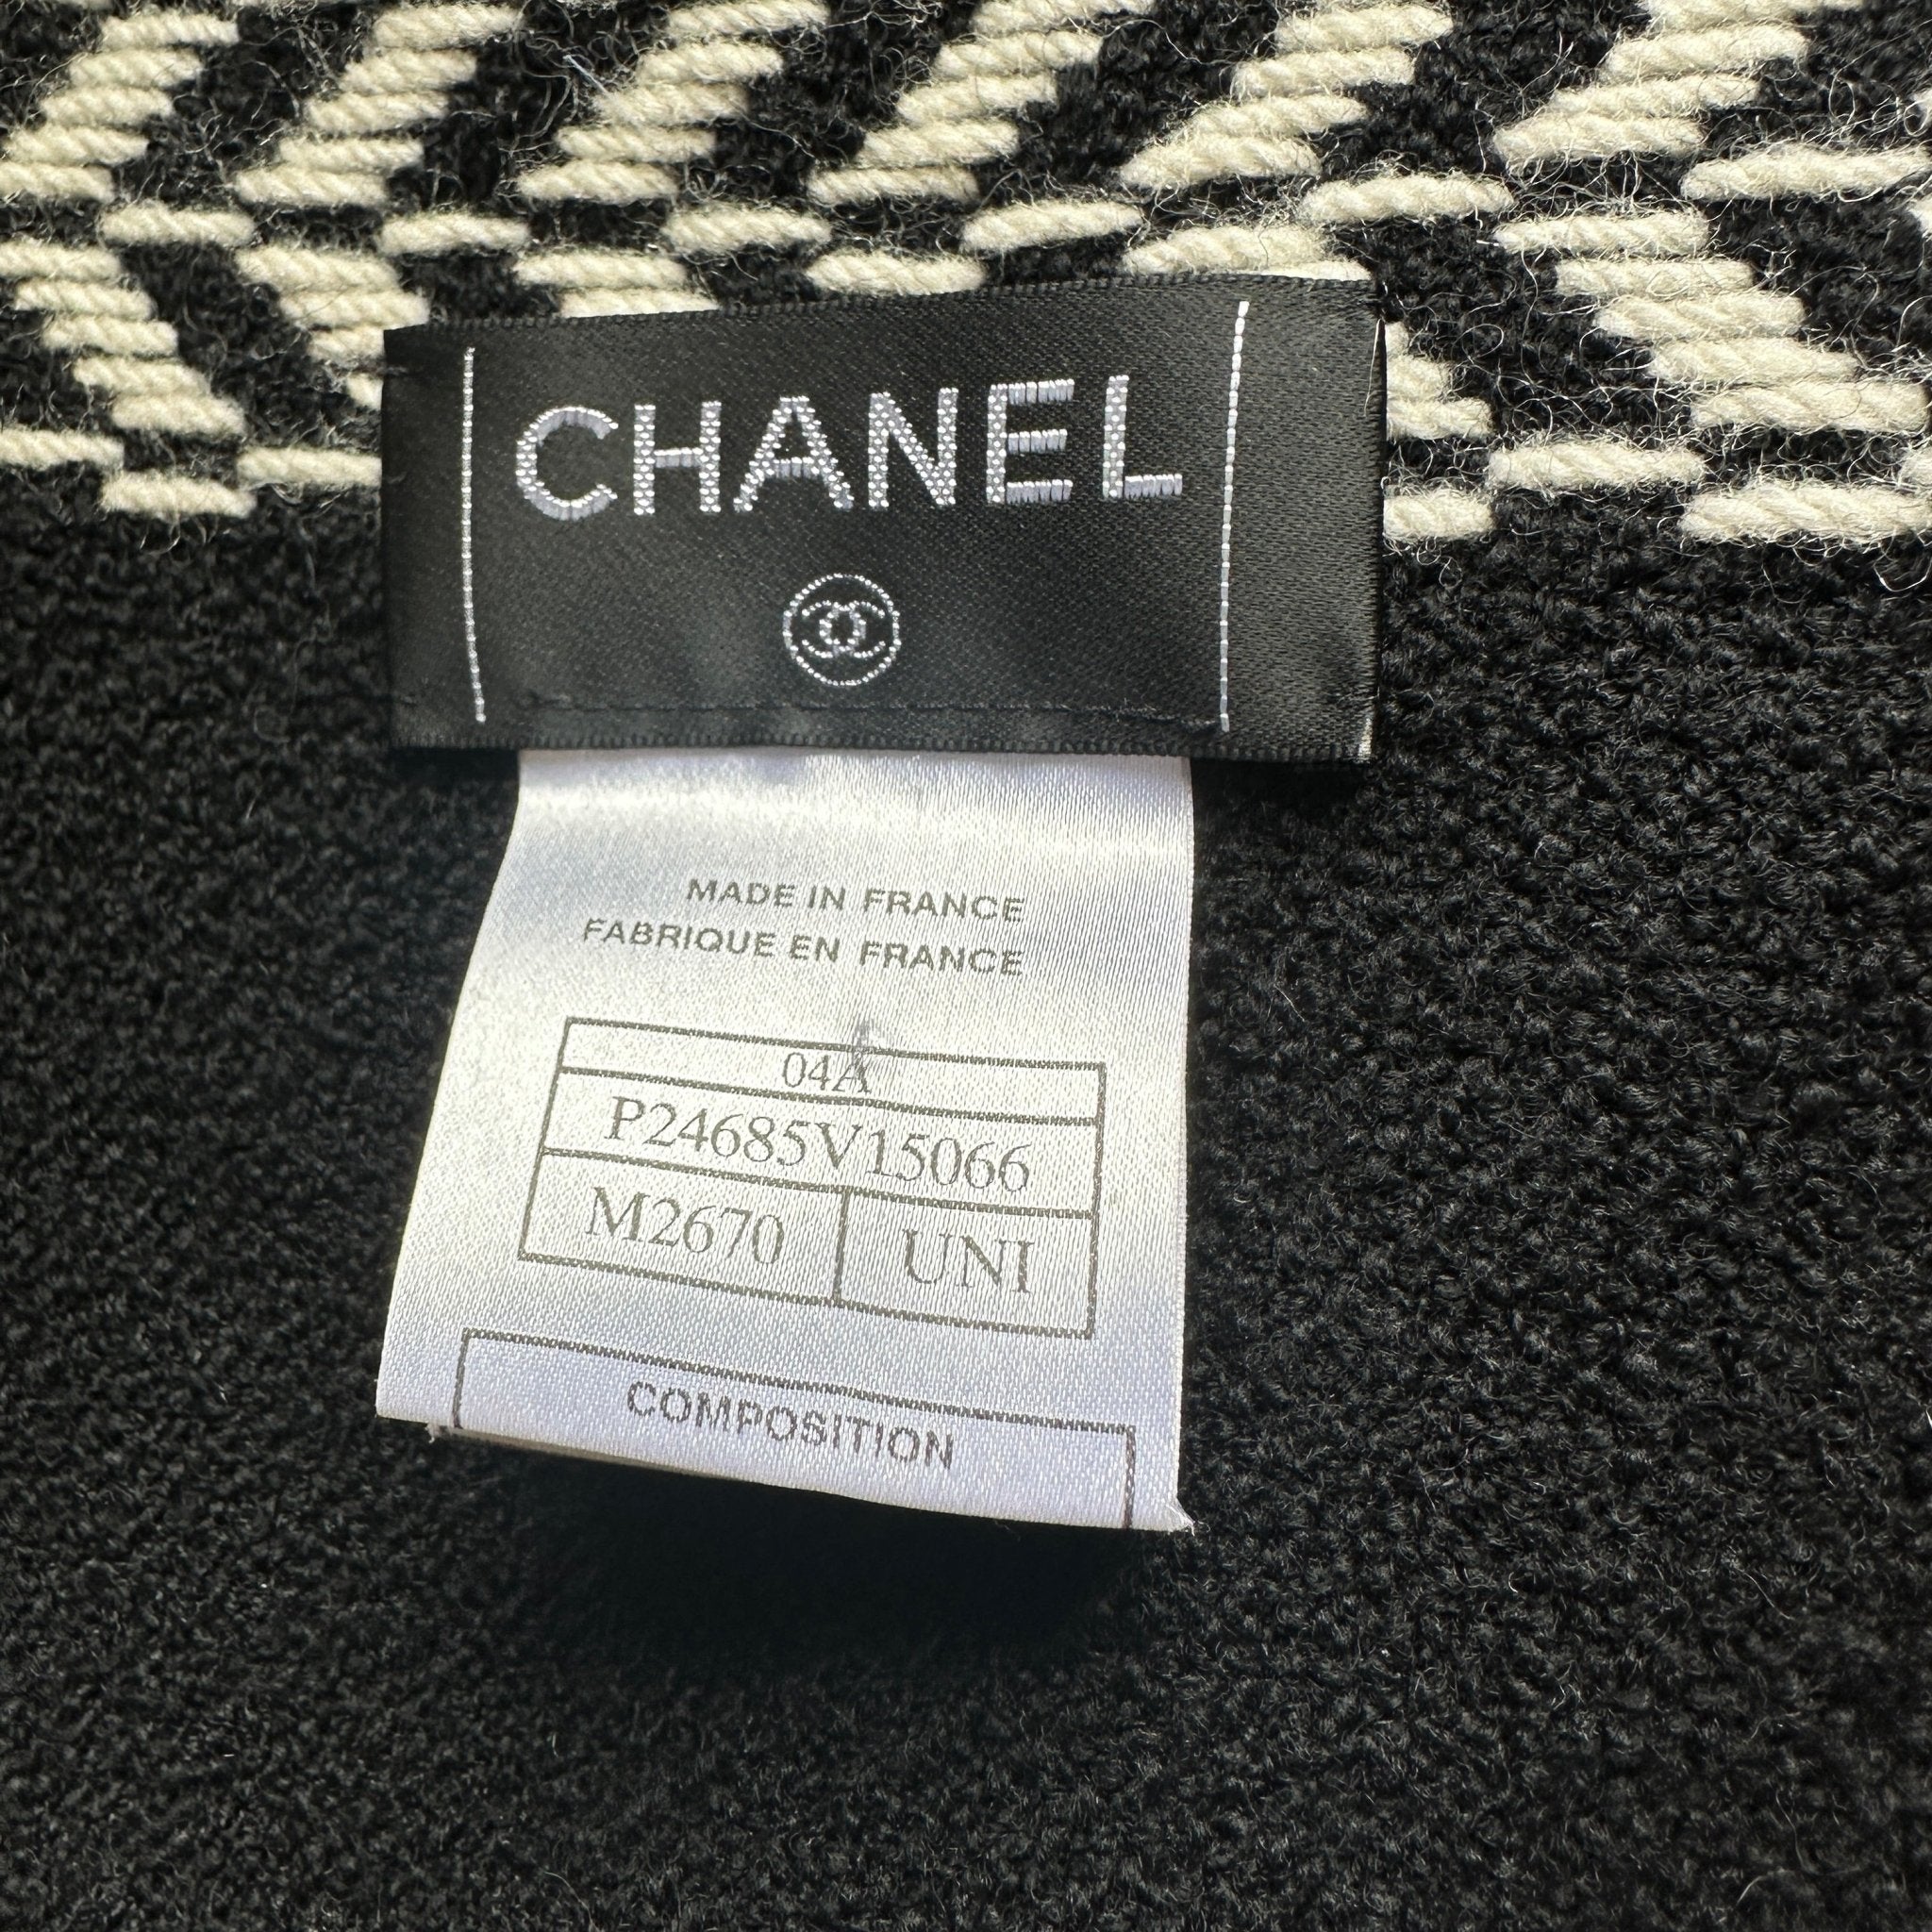 CHANEL
MADE IN FRANCE
FABRIQUE EN FRANCE
04A
P24685V15066
M2670 UNI
COMPOSITION